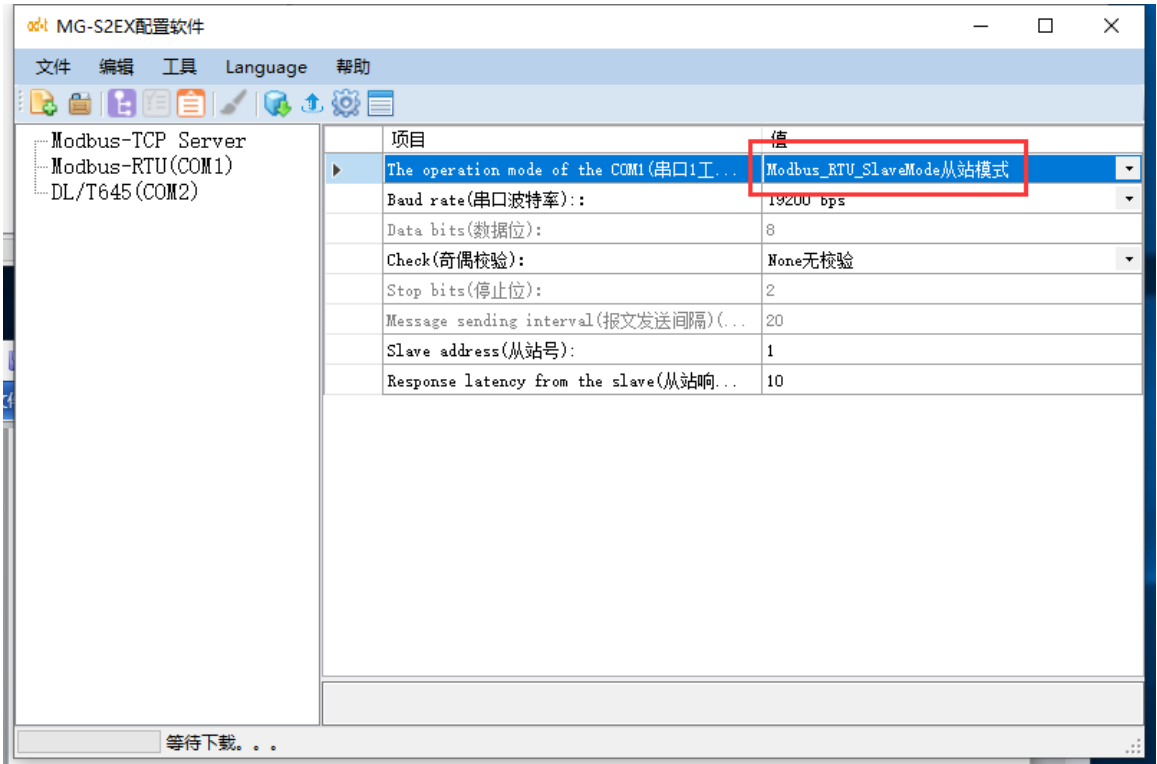 adt MG-S2EX配置软件
文件 编辑 工具 Language 帮助
Modbus-TCP Server
Modbus-RTU(COM1)
DL/T645(COM2)
项目 值
The operation mode of the COM1(串口1工... Modbus_RTU_SlaveMode从站模式
Baud rate(串口波特率):: 19200 bps
Data bits(数据位): 8
Check(奇偶校验): None无校验
Stop bits(停止位): 2
Message sending interval(报文发送间隔)(... 20
Slave address(从站号): 1
Response latency from the slave(从站响... 10
等待下载。。。